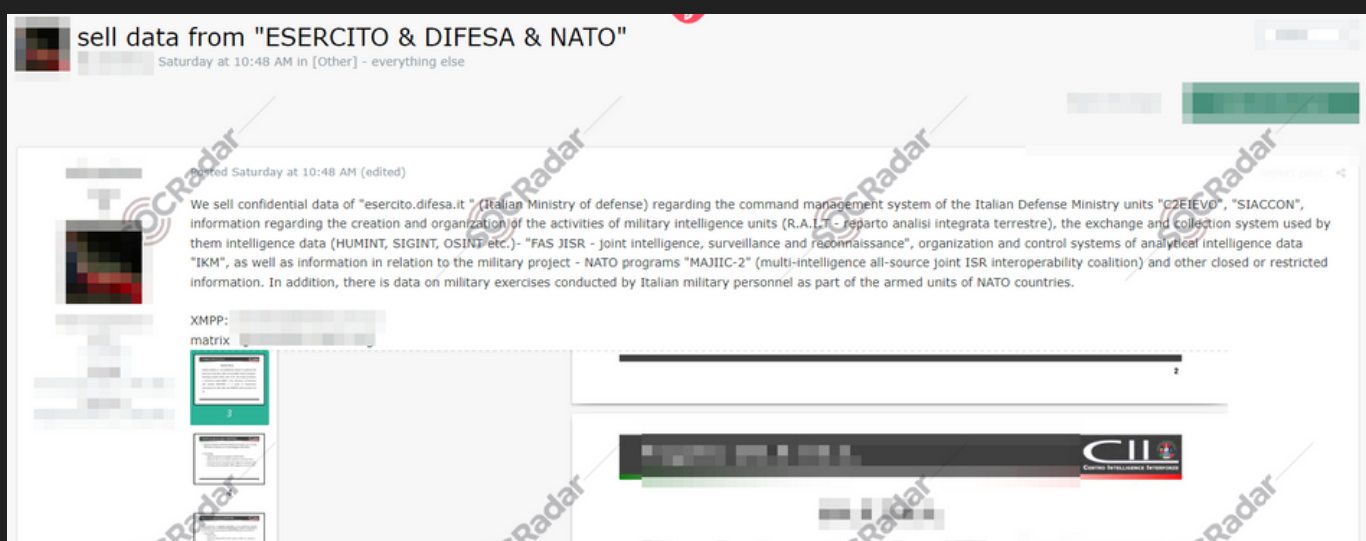 sell data from "ESERCITO & DIFESA & NATO"
Saturday at 10:48 AM in [Other] - everything else
Posted Saturday at 10:48 AM (edited)
We sell confidential data of "esercito.difesa.it " (Italian Ministry of defense) regarding the command management system of the Italian Defense Ministry units "C2EIEVO", "SIACCON",
information regarding the creation and organization of the activities of military intelligence units (R.A.I.T - reparto analisi integrata terrestre), the exchange and collection system used by
them intelligence data (HUMINT, SIGINT, OSINT etc.)- "FAS JISR - joint intelligence, surveillance and reconnaissance", organization and control systems of analytical intelligence data
"IKM", as well as information in relation to the military project - NATO programs "MAJIIC-2" (multi-intelligence all-source joint ISR interoperability coalition) and other closed or restricted
information. In addition, there is data on military exercises conducted by Italian military personnel as part of the armed units of NATO countries.
XMPP:
matrix
3
2
CII
CENTRO INTELLIGENCE INTERFORZE
SOCRadar
SOCRadar
SOCRadar
SOCRadar